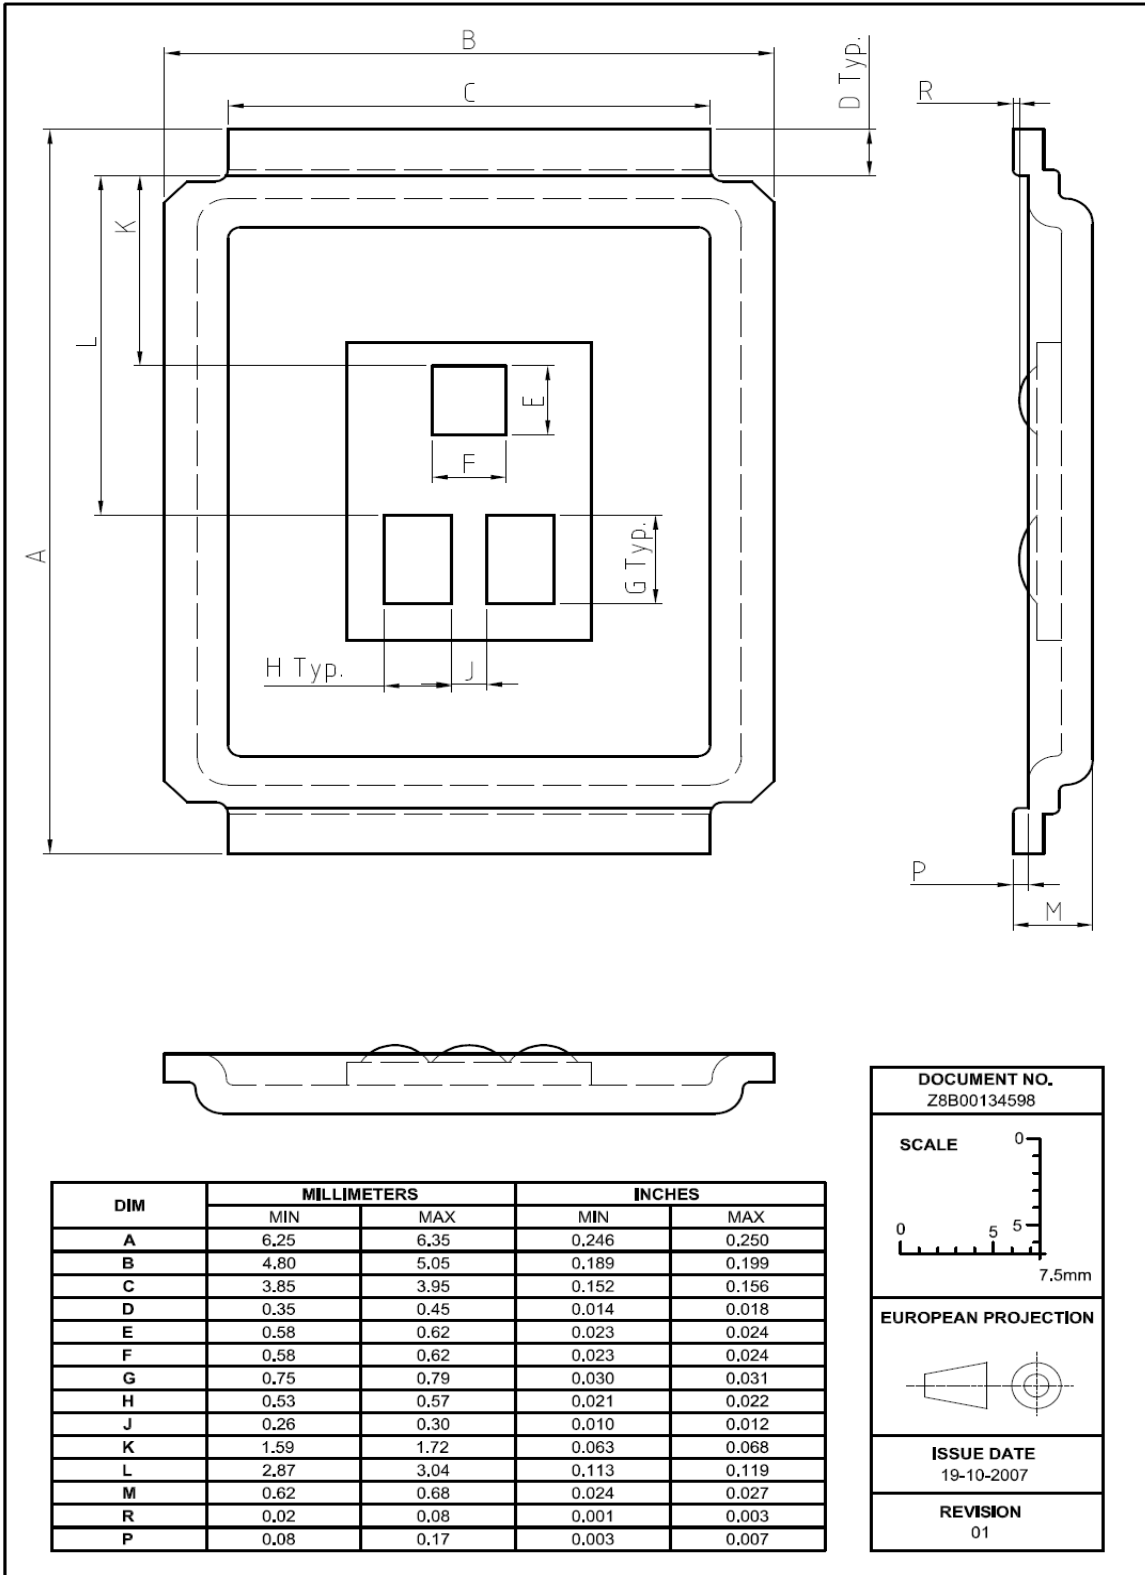 B
C
D Typ.
R
K
L
A
E
F
G Typ.
H Typ.
J
P
M
DIM MILLIMETERS INCHES
MIN MAX MIN MAX
A 6.25 6.35 0.246 0.250
B 4.80 5.05 0.189 0.199
C 3.85 3.95 0.152 0.156
D 0.35 0.45 0.014 0.018
E 0.58 0.62 0.023 0.024
F 0.58 0.62 0.023 0.024
G 0.75 0.79 0.030 0.031
H 0.53 0.57 0.021 0.022
J 0.26 0.30 0.010 0.012
K 1.59 1.72 0.063 0.068
L 2.87 3.04 0.113 0.119
M 0.62 0.68 0.024 0.027
R 0.02 0.08 0.001 0.003
P 0.08 0.17 0.003 0.007
DOCUMENT NO.
Z8B00134598
SCALE 0
0 5 5
7.5mm
EUROPEAN PROJECTION
ISSUE DATE
19-10-2007
REVISION
01